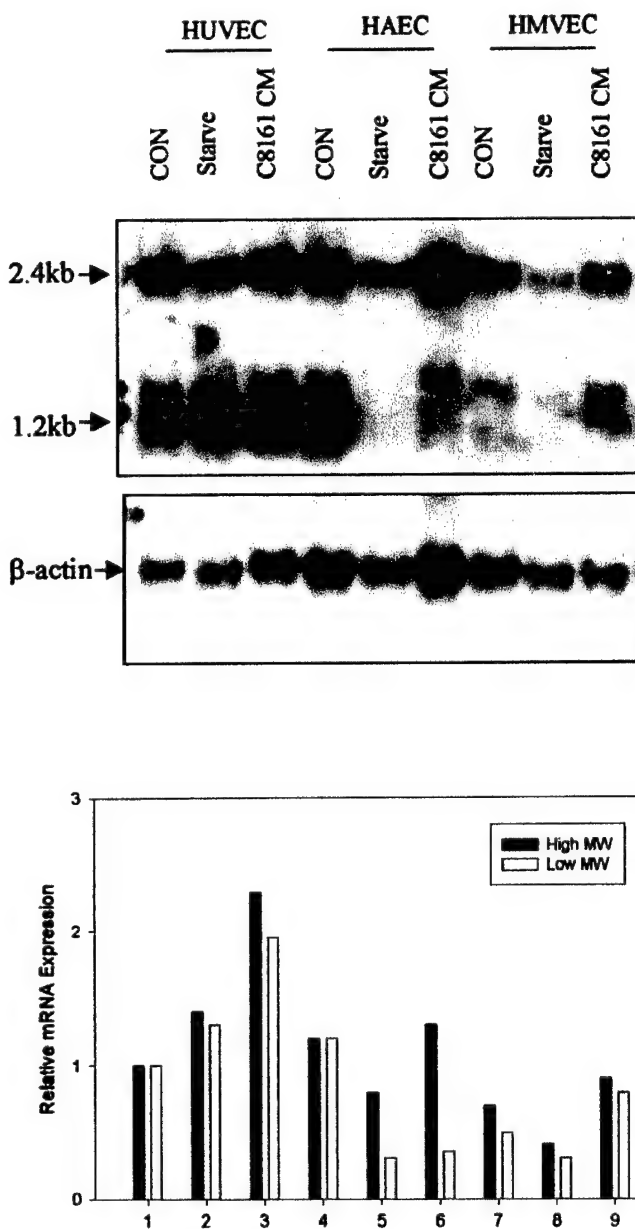 HUVEC HAEC HMVEC
CON Starve C8161 CM CON Starve C8161 CM CON Starve C8161 CM
2.4kb
1.2kb
β-actin
3
High MW
Low MW
2
Relative mRNA Expression
1
0
1 2 3 4 5 6 7 8 9